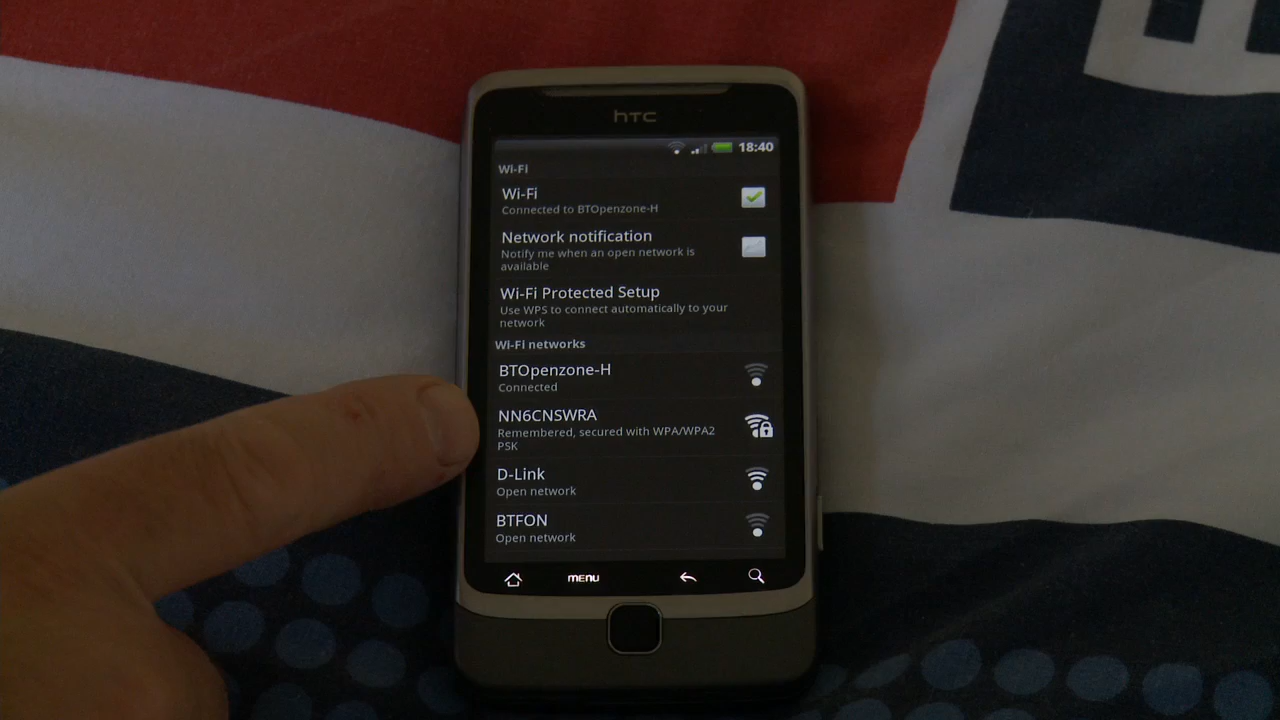 hTC
18:40
Wi-Fi
Wi-Fi
Connected to BTOpenzone-H
Network notification
Notify me when an open network is
available
Wi-Fi Protected Setup
Use WPS to connect automatically to your
network
Wi-Fi networks
BTOpenzone-H
Connected
NN6CNSWRA
Remembered, secured with WPA/WPA2
PSK
D-Link
Open network
BTFON
Open network
menu